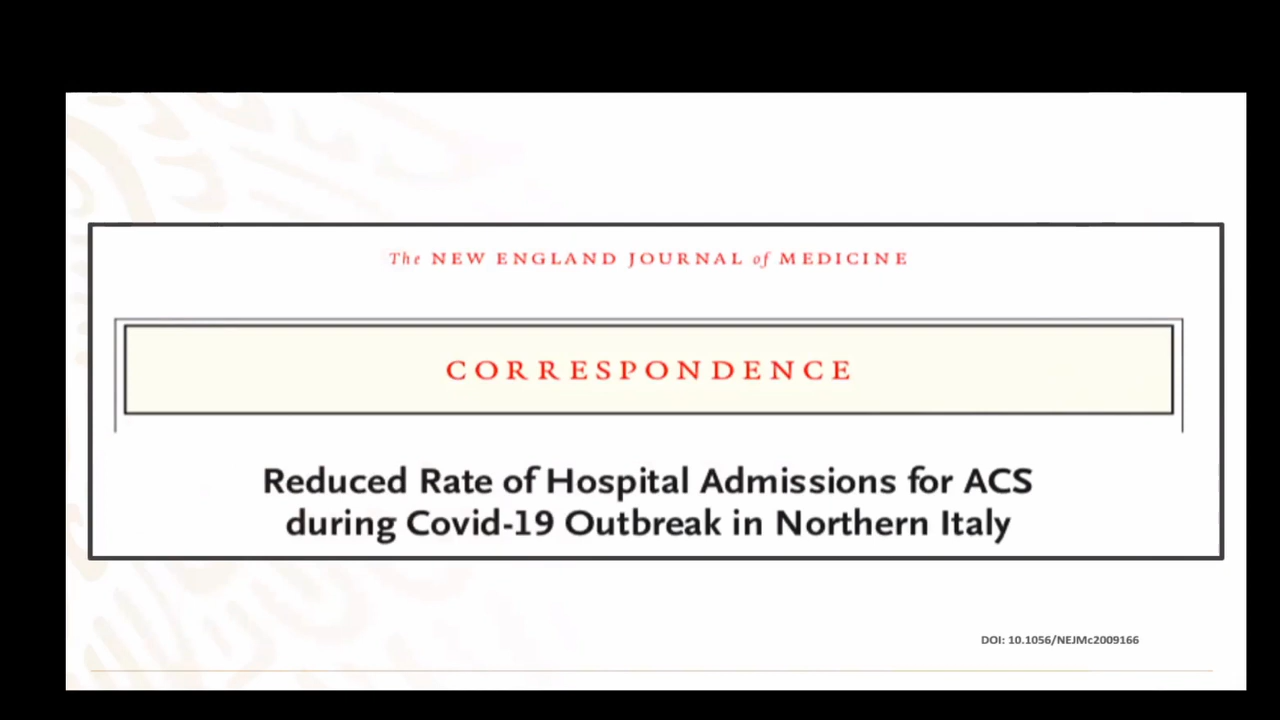 The NEW ENGLAND JOURNAL of MEDICINE
CORRESPONDENCE
Reduced Rate of Hospital Admissions for ACS
during Covid-19 Outbreak in Northern Italy
DOI: 10.1056/NEJMc2009166